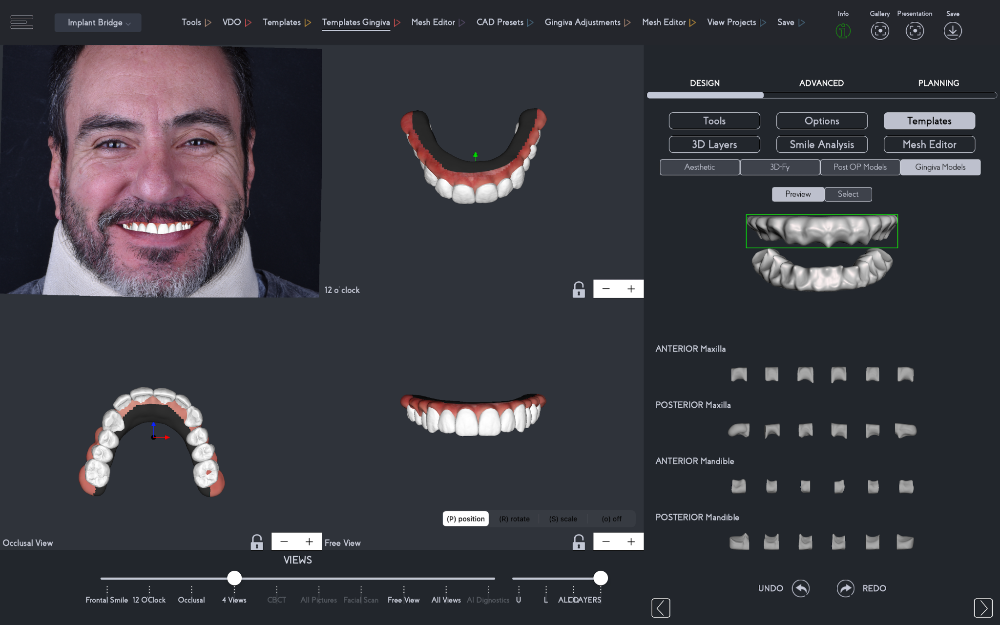 Implant Bridge
Tools
VDO
Templates
Templates Gingiva
Mesh Editor
CAD Presets
Gingiva Adjustments
Mesh Editor
View Projects
Save
Info
Gallery
Presentation
Save
DESIGN
ADVANCED
PLANNING
Tools
Options
Templates
3D Layers
Smile Analysis
Mesh Editor
Aesthetic
3D-Fy
Post OP Models
Gingiva Models
Preview
Select
12 o' clock
− +
ANTERIOR Maxilla
POSTERIOR Maxilla
ANTERIOR Mandible
POSTERIOR Mandible
(P) position
(R) rotate
(S) scale
(o) off
Occlusal View
− +
Free View
− +
VIEWS
Frontal Smile
12 O'Clock
Occlusal
4 Views
CBCT
All Pictures
Facial Scan
Free View
All Views
AI Dignostics
U
L
UNDO
REDO